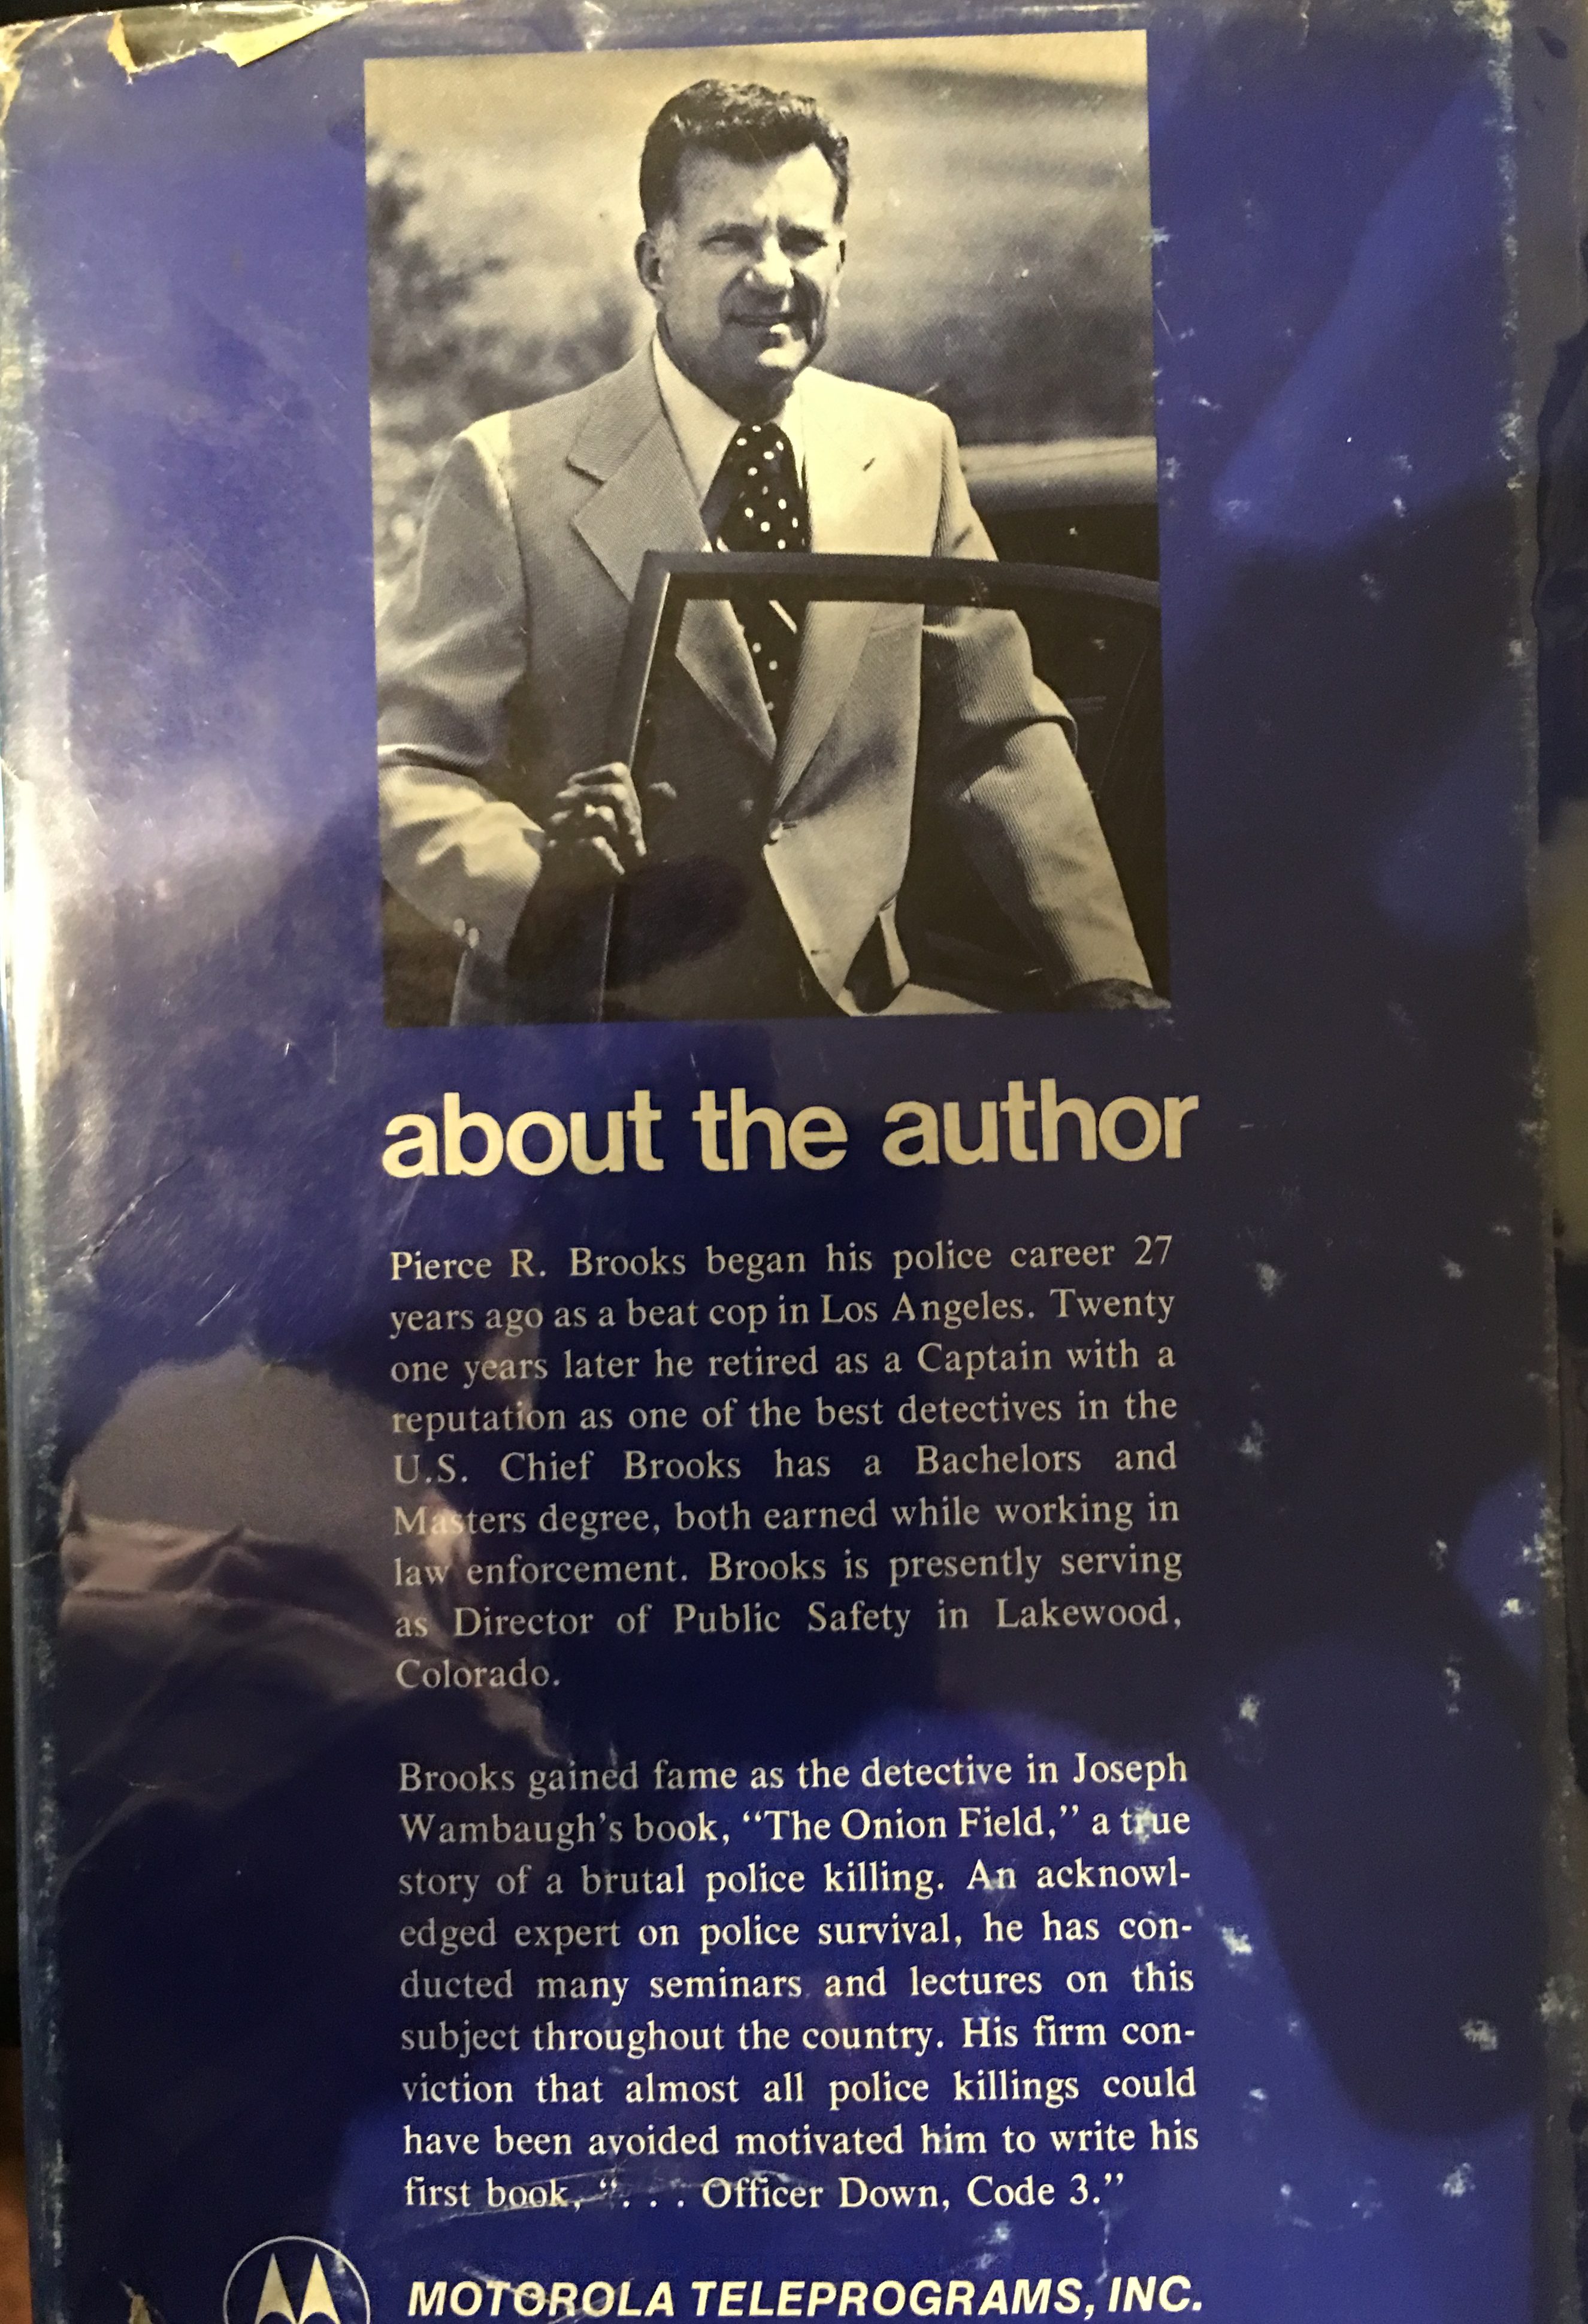 about the author
Pierce R. Brooks began his police career 27
years ago as a beat cop in Los Angeles. Twenty
one years later he retired as a Captain with a
reputation as one of the best detectives in the
U.S. Chief Brooks has a Bachelors and
Masters degree, both earned while working in
law enforcement. Brooks is presently serving
as Director of Public Safety in Lakewood,
Colorado.
Brooks gained fame as the detective in Joseph
Wambaugh's book, “The Onion Field,” a true
story of a brutal police killing. An acknowl-
edged expert on police survival, he has con-
ducted many seminars and lectures on this
subject throughout the country. His firm con-
viction that almost all police killings could
have been avoided motivated him to write his
first book, “. . . Officer Down, Code 3.”
MOTOROLA TELEPROGRAMS, INC.